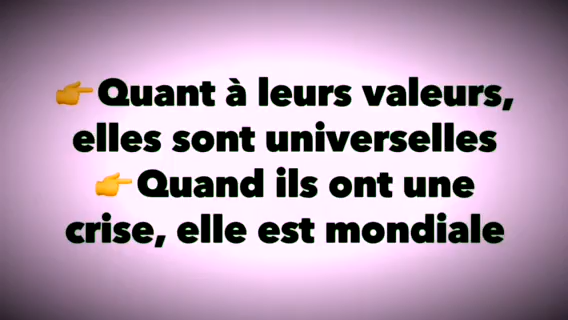 👉Quant à leurs valeurs,
elles sont universelles
👉Quand ils ont une
crise, elle est mondiale